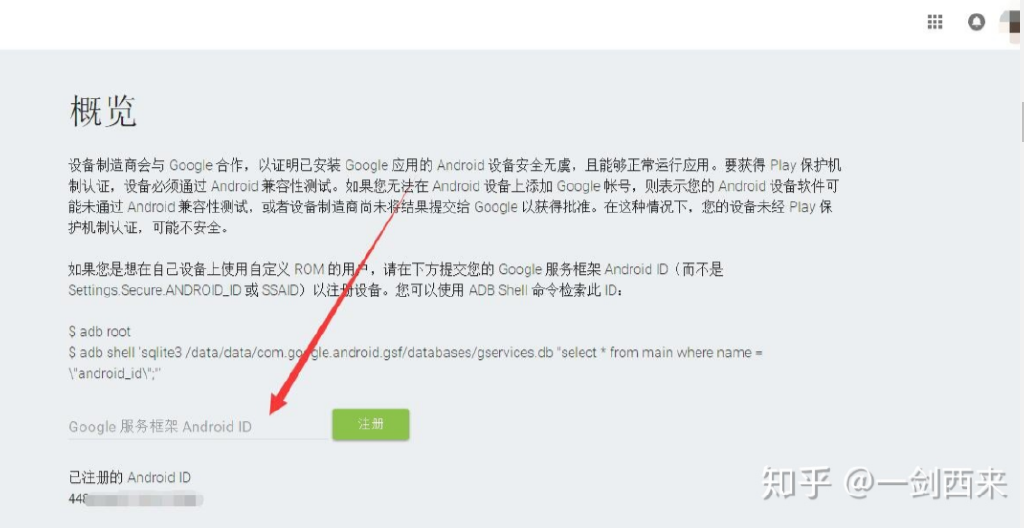 概览
设备制造商会与 Google 合作，以证明已安装 Google 应用的 Android 设备安全无虞，且能够正常运行应用。要获得 Play 保护机
制认证，设备必须通过 Android 兼容性测试。如果您无法在 Android 设备上添加 Google 帐号，则表示您的 Android 设备软件可
能未通过 Android 兼容性测试，或者设备制造商尚未将结果提交给 Google 以获得批准。在这种情况下，您的设备未经 Play 保
护机制认证，可能不安全。
如果您是想在自己设备上使用自定义 ROM 的用户，请在下方提交您的 Google 服务框架 Android ID（而不是
Settings.Secure.ANDROID_ID 或 SSAID）以注册设备。您可以使用 ADB Shell 命令检索此 ID：
$ adb root
$ adb shell 'sqlite3 /data/data/com.google.android.gsf/databases/gservices.db "select * from main where name =
\"android_id\";"'
Google 服务框架 Android ID
注册
已注册的 Android ID
448
知乎 @一剑西来